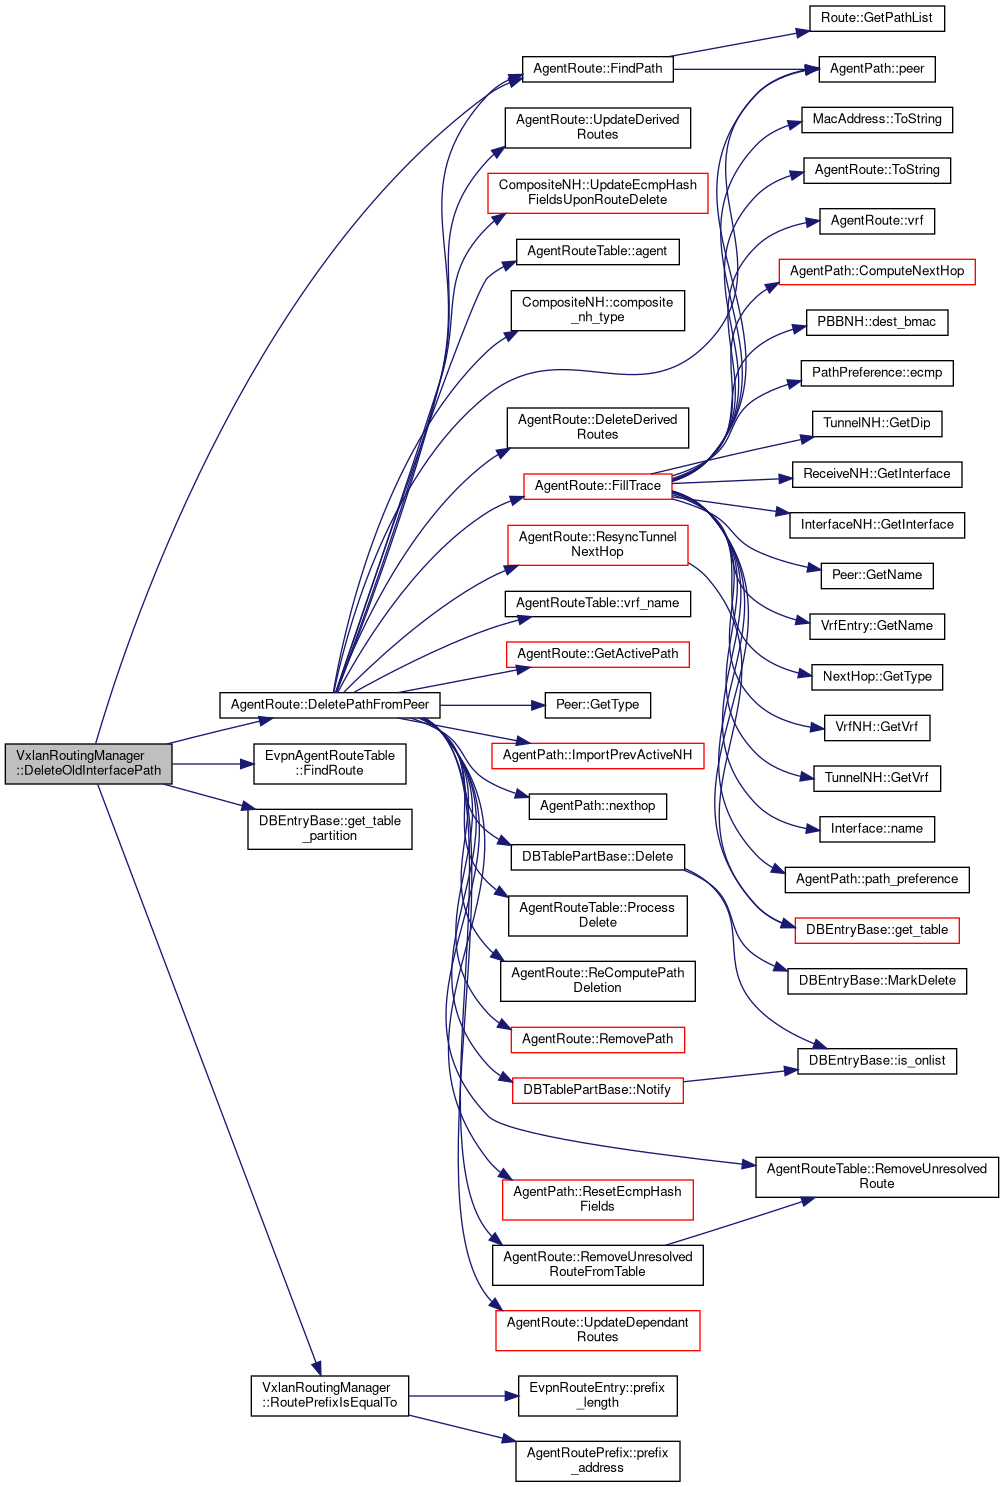 VxlanRoutingManager
::DeleteOldInterfacePath
AgentRoute::DeletePathFromPeer
EvpnAgentRouteTable
::FindRoute
DBEntryBase::get_table
_partition
VxlanRoutingManager
::RoutePrefixIsEqualTo
AgentRoute::FindPath
AgentRoute::UpdateDerived
Routes
CompositeNH::UpdateEcmpHash
FieldsUponRouteDelete
AgentRouteTable::agent
CompositeNH::composite
_nh_type
AgentRoute::DeleteDerived
Routes
AgentRoute::FillTrace
AgentRoute::ResyncTunnel
NextHop
AgentRouteTable::vrf_name
AgentRoute::GetActivePath
Peer::GetType
AgentPath::ImportPrevActiveNH
AgentPath::nexthop
DBTablePartBase::Delete
AgentRouteTable::Process
Delete
AgentRoute::ReComputePath
Deletion
AgentRoute::RemovePath
DBTablePartBase::Notify
AgentPath::ResetEcmpHash
Fields
AgentRoute::RemoveUnresolved
RouteFromTable
AgentRoute::UpdateDependant
Routes
EvpnRouteEntry::prefix
_length
AgentRoutePrefix::prefix
_address
Route::GetPathList
AgentPath::peer
MacAddress::ToString
AgentRoute::ToString
AgentRoute::vrf
AgentPath::ComputeNextHop
PBBNH::dest_bmac
PathPreference::ecmp
TunnelNH::GetDip
ReceiveNH::GetInterface
InterfaceNH::GetInterface
Peer::GetName
VrfEntry::GetName
NextHop::GetType
VrfNH::GetVrf
TunnelNH::GetVrf
Interface::name
AgentPath::path_preference
DBEntryBase::get_table
DBEntryBase::MarkDelete
DBEntryBase::is_onlist
AgentRouteTable::RemoveUnresolved
Route